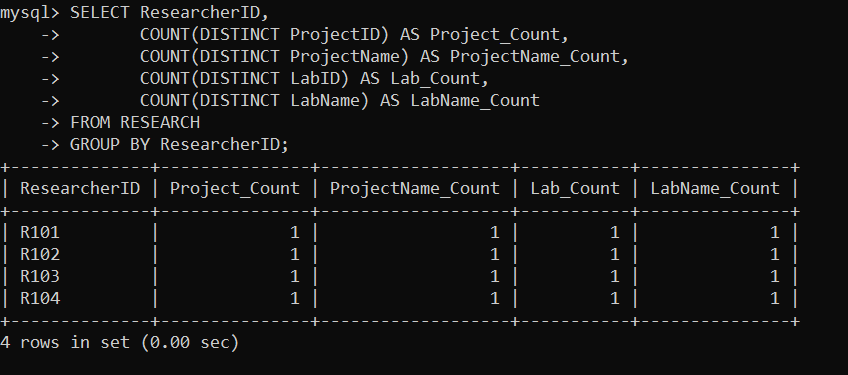 mysql> SELECT ResearcherID,
    ->        COUNT(DISTINCT ProjectID) AS Project_Count,
    ->        COUNT(DISTINCT ProjectName) AS ProjectName_Count,
    ->        COUNT(DISTINCT LabID) AS Lab_Count,
    ->        COUNT(DISTINCT LabName) AS LabName_Count
    -> FROM RESEARCH
    -> GROUP BY ResearcherID;
+--------------+---------------+-------------------+-----------+---------------+
| ResearcherID | Project_Count | ProjectName_Count | Lab_Count | LabName_Count |
+--------------+---------------+-------------------+-----------+---------------+
| R101         |             1 |                 1 |         1 |             1 |
| R102         |             1 |                 1 |         1 |             1 |
| R103         |             1 |                 1 |         1 |             1 |
| R104         |             1 |                 1 |         1 |             1 |
+--------------+---------------+-------------------+-----------+---------------+
4 rows in set (0.00 sec)